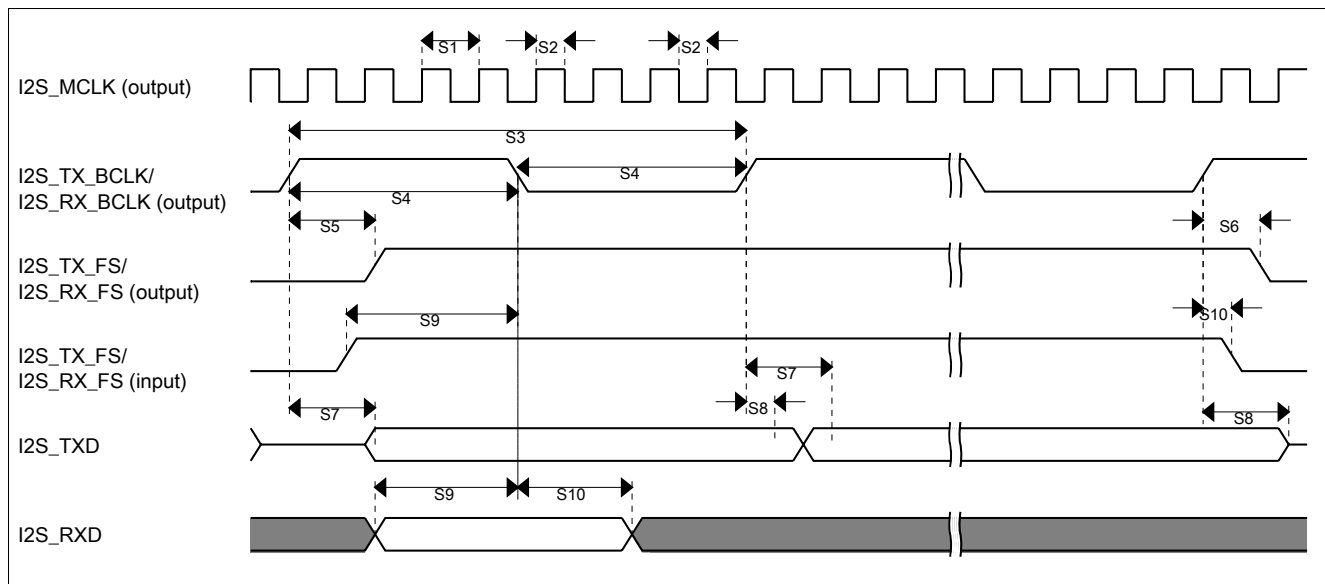 S1
S2
S2
I2S_MCLK (output)
S3
I2S_TX_BCLK/
I2S_RX_BCLK (output)
S4
S4
S5
S6
I2S_TX_FS/
I2S_RX_FS (output)
S9
S10
I2S_TX_FS/
I2S_RX_FS (input)
S7
S7
S8
S8
I2S_TXD
S9
S10
I2S_RXD